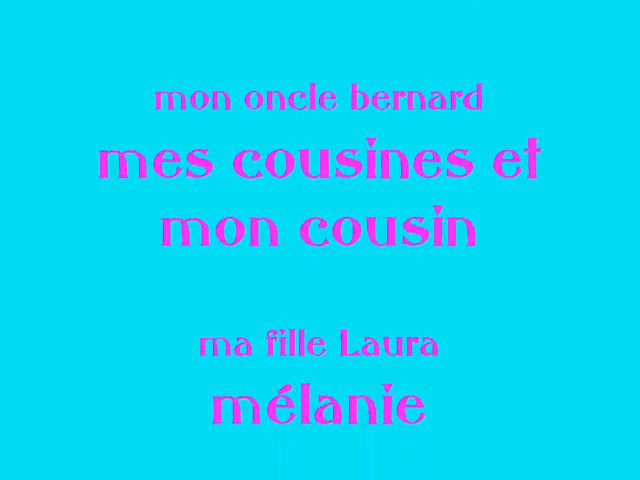 mon oncle bernard
mes cousines et
mon cousin
ma fille Laura
mélanie